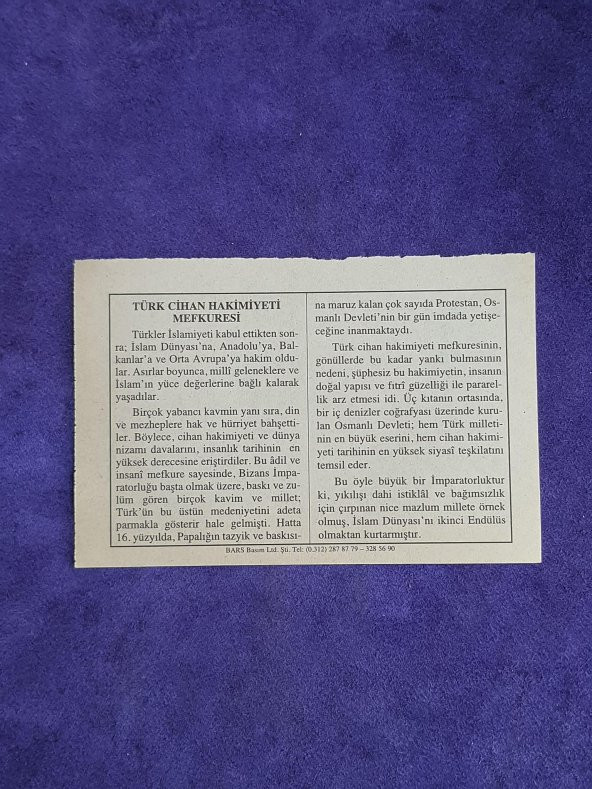 TÜRK CİHAN HAKİMİYETİ
MEFKURESİ
Türkler İslamiyeti kabul ettikten son-
ra; İslam Dünyası'na, Anadolu'ya, Bal-
kanlar'a ve Orta Avrupa'ya hakim oldu-
lar. Asırlar boyunca, millî geleneklere ve
İslam'ın yüce değerlerine bağlı kalarak
yaşadılar.
Birçok yabancı kavmin yanı sıra, din
ve mezheplere hak ve hürriyet bahşetti-
ler. Böylece, cihan hakimiyeti ve dünya
nizamı davalarını, insanlık tarihinin en
yüksek derecesine eriştirdiler. Bu âdil ve
insanî mefkure sayesinde, Bizans İmpa-
ratorluğu başta olmak üzere, baskı ve zu-
lüm gören birçok kavim ve millet;
Türk'ün bu üstün medeniyetini adeta
parmakla gösterir hale gelmişti. Hatta
16. yüzyılda, Papalığın tazyik ve baskısı-
na maruz kalan çok sayıda Protestan, Os-
manlı Devleti'nin bir gün imdada yetişe-
ceğine inanmaktaydı.
Türk cihan hakimiyeti mefkuresinin,
gönüllerde bu kadar yankı bulmasının
nedeni, şüphesiz bu hakimiyetin, insanın
doğal yapısı ve fıtrî güzelliği ile pararel-
lik arz etmesi idi. Üç kıtanın ortasında,
bir iç denizler coğrafyası üzerinde kuru-
lan Osmanlı Devleti; hem Türk milleti-
nin en büyük eserini, hem cihan hakimi-
yeti tarihinin en yüksek siyasî teşkilatını
temsil eder.
Bu öyle büyük bir İmparatorluktur
ki, yıkılışı dahi istiklâl ve bağımsızlık
için çırpınan nice mazlum millete örnek
olmuş, İslam Dünyası'nı ikinci Endülüs
olmaktan kurtarmıştır.
BARS Basım Ltd. Şti. Tel: (0.312) 287 87 79 – 328 56 90